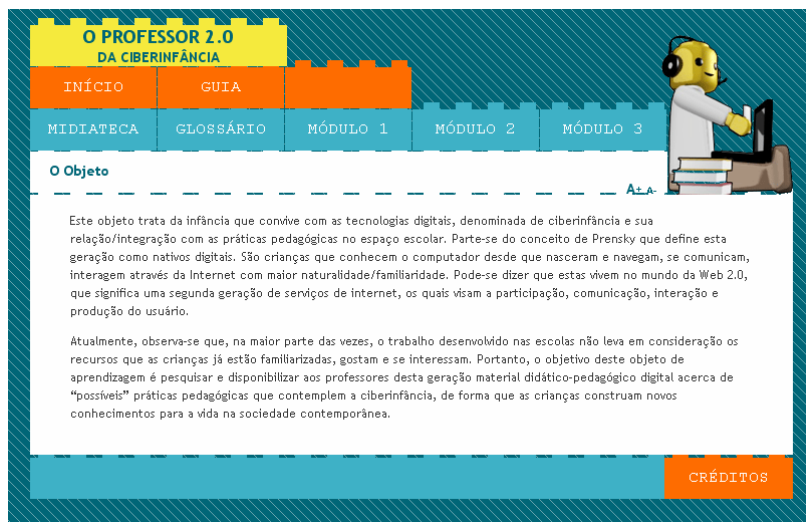 O PROFESSOR 2.0
DA CIBERINFÂNCIA
INÍCIO GUIA
MIDIATECA GLOSSÁRIO MÓDULO 1 MÓDULO 2 MÓDULO 3
O Objeto
A+ A-
Este objeto trata da infância que convive com as tecnologias digitais, denominada de ciberinfância e sua
relação/integração com as práticas pedagógicas no espaço escolar. Parte-se do conceito de Prensky que define esta
geração como nativos digitais. São crianças que conhecem o computador desde que nasceram e navegam, se comunicam,
interagem através da Internet com maior naturalidade/familiaridade. Pode-se dizer que estas vivem no mundo da Web 2.0,
que significa uma segunda geração de serviços de internet, os quais visam a participação, comunicação, interação e
produção do usuário.
Atualmente, observa-se que, na maior parte das vezes, o trabalho desenvolvido nas escolas não leva em consideração os
recursos que as crianças já estão familiarizadas, gostam e se interessam. Portanto, o objetivo deste objeto de
aprendizagem é pesquisar e disponibilizar aos professores desta geração material didático-pedagógico digital acerca de
“possíveis” práticas pedagógicas que contemplem a ciberinfância, de forma que as crianças construam novos
conhecimentos para a vida na sociedade contemporânea.
CRÉDITOS